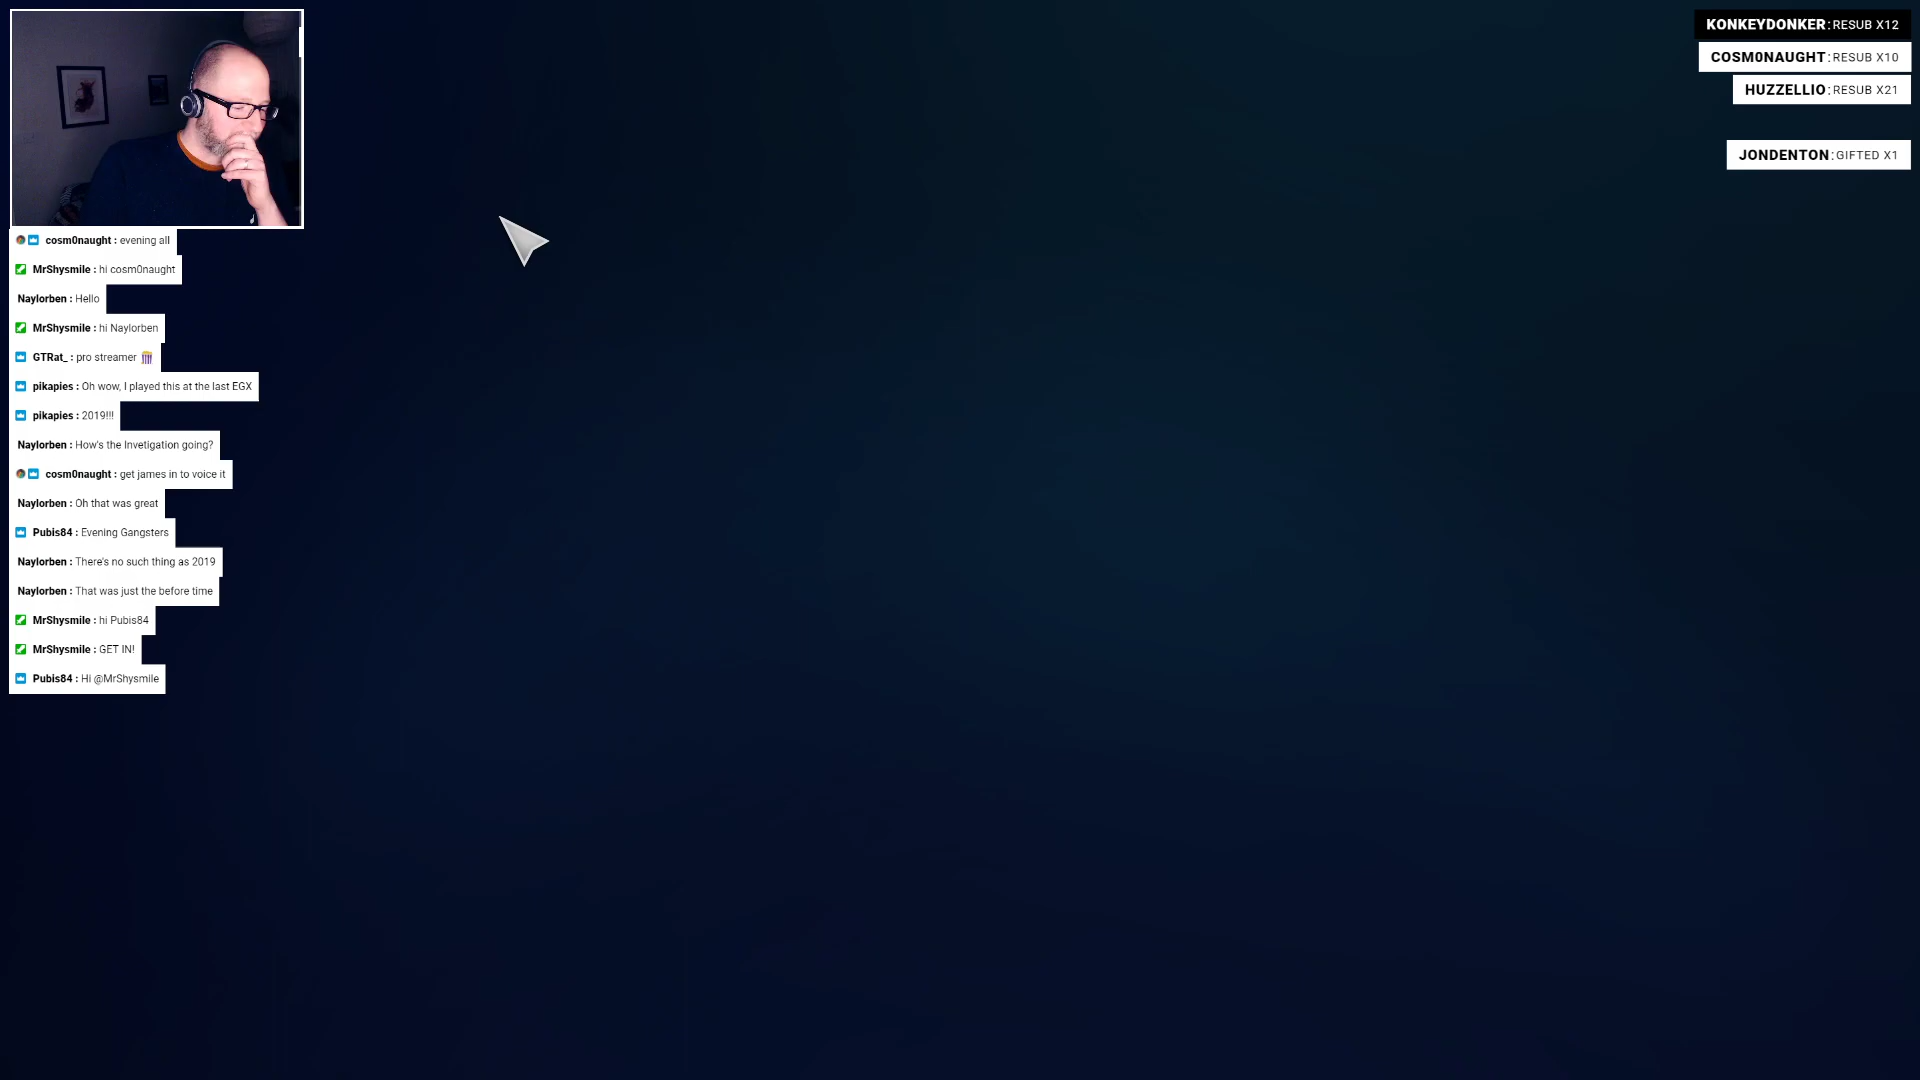 cosm0naught : evening all
MrShysmile : hi cosm0naught
Naylorben : Hello
MrShysmile : hi Naylorben
GTRat_ : pro streamer 🍿
pikapies : Oh wow, I played this at the last EGX
pikapies : 2019!!!
Naylorben : How's the Invetigation going?
cosm0naught : get james in to voice it
Naylorben : Oh that was great
Pubis84 : Evening Gangsters
Naylorben : There's no such thing as 2019
Naylorben : That was just the before time
MrShysmile : hi Pubis84
MrShysmile : GET IN!
Pubis84 : Hi @MrShysmile
KONKEYDONKER: RESUB X12
COSM0NAUGHT: RESUB X10
HUZZELLIO: RESUB X21
JONDENTON: GIFTED X1